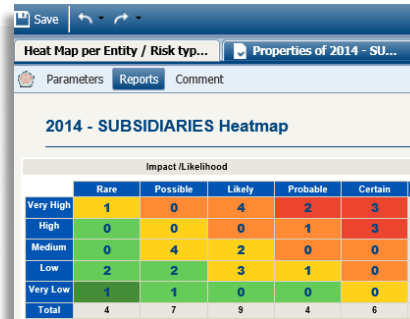 Save
Heat Map per Entity / Risk typ... Properties of 2014 - SU...
Parameters Reports Comment
2014 - SUBSIDIARIES Heatmap
Impact /Likelihood
Rare Possible Likely Probable Certain
Very High 1 0 4 2 3
High 0 0 0 1 3
Medium 0 4 2 0 0
Low 2 2 3 1 0
Very Low 1 1 0 0 0
Total 4 7 9 4 6